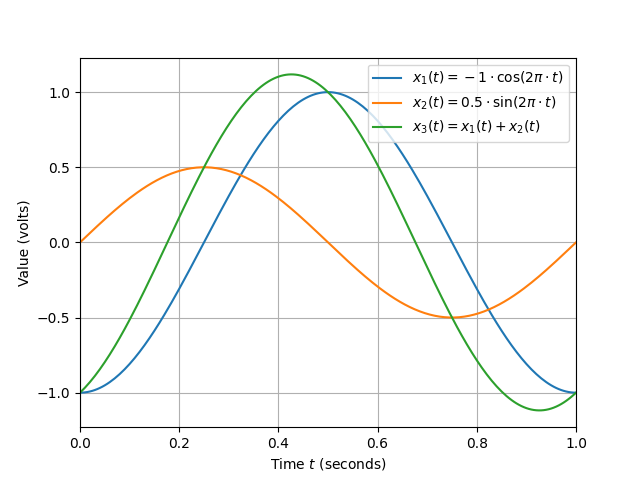 x₁(t) = −1 · cos(2π · t)
x₂(t) = 0.5 · sin(2π · t)
x₃(t) = x₁(t) + x₂(t)
1.0
0.5
0.0
−0.5
−1.0
Value (volts)
0.0 0.2 0.4 0.6 0.8 1.0
Time t (seconds)